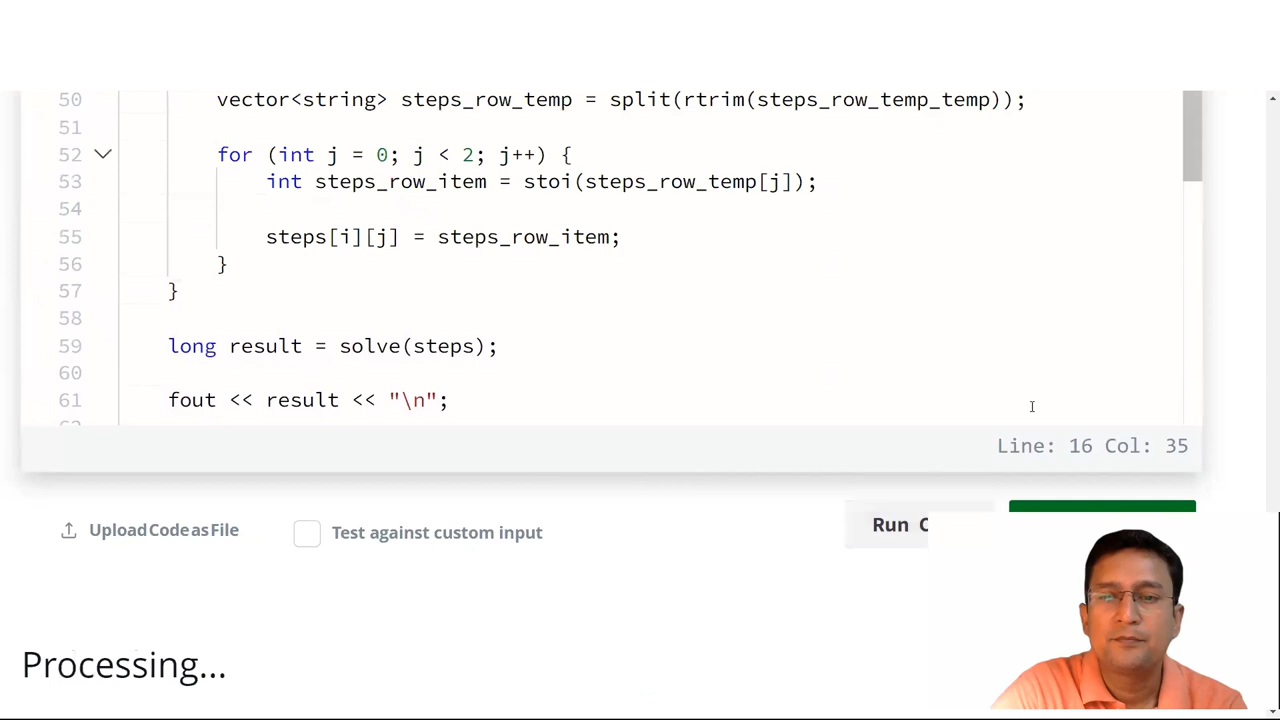 50 vector<string> steps_row_temp = split(rtrim(steps_row_temp_temp));
51
52 for (int j = 0; j < 2; j++) {
53 int steps_row_item = stoi(steps_row_temp[j]);
54
55 steps[i][j] = steps_row_item;
56 }
57 }
58
59 long result = solve(steps);
60
61 fout << result << "\n";
Line: 16 Col: 35
Upload Code as File Test against custom input Run
Processing...